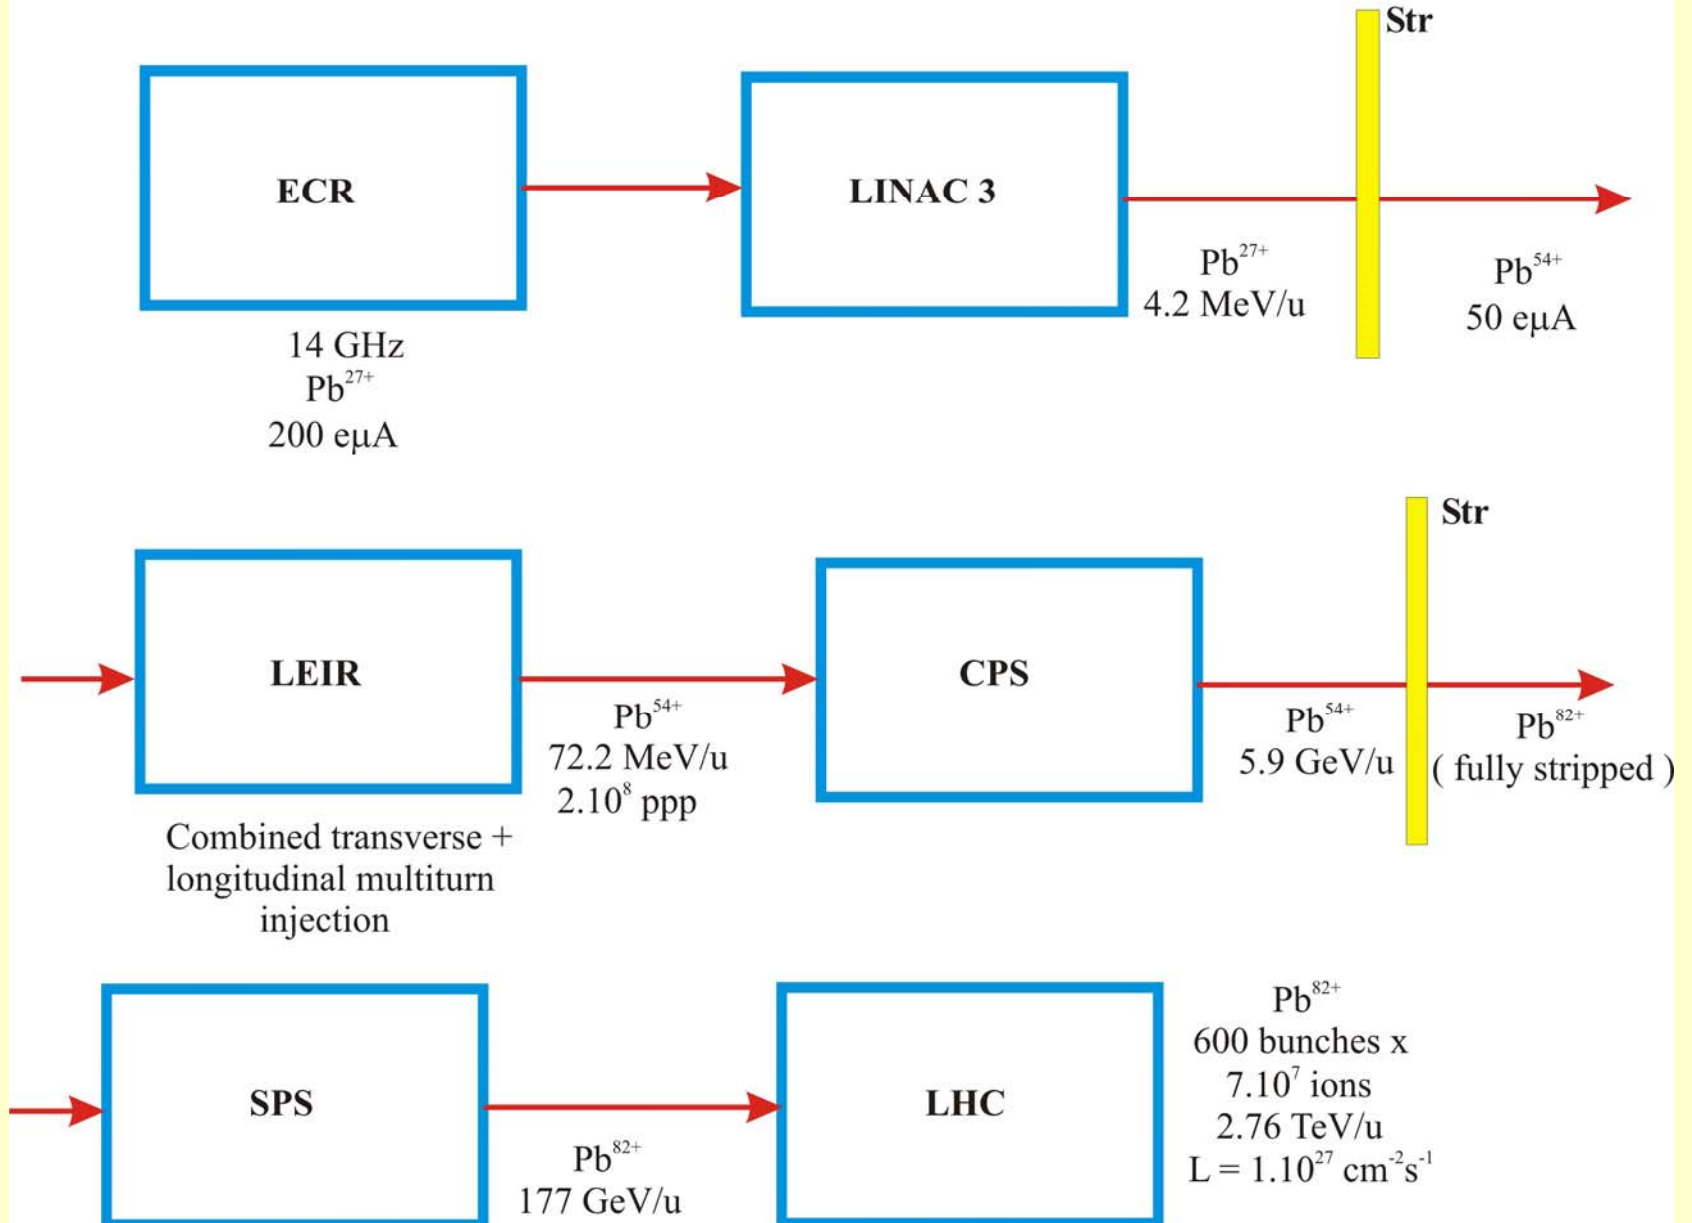 Str
ECR
LINAC 3
Pb²⁷⁺
4.2 MeV/u
Pb⁵⁴⁺
50 eμA
14 GHz
Pb²⁷⁺
200 eμA
Str
LEIR
CPS
Pb⁵⁴⁺
72.2 MeV/u
2.10⁸ ppp
Pb⁵⁴⁺
5.9 GeV/u
Pb⁸²⁺
( fully stripped )
Combined transverse +
longitudinal multiturn
injection
SPS
LHC
Pb⁸²⁺
177 GeV/u
Pb⁸²⁺
600 bunches x
7.10⁷ ions
2.76 TeV/u
L = 1.10²⁷ cm⁻²s⁻¹